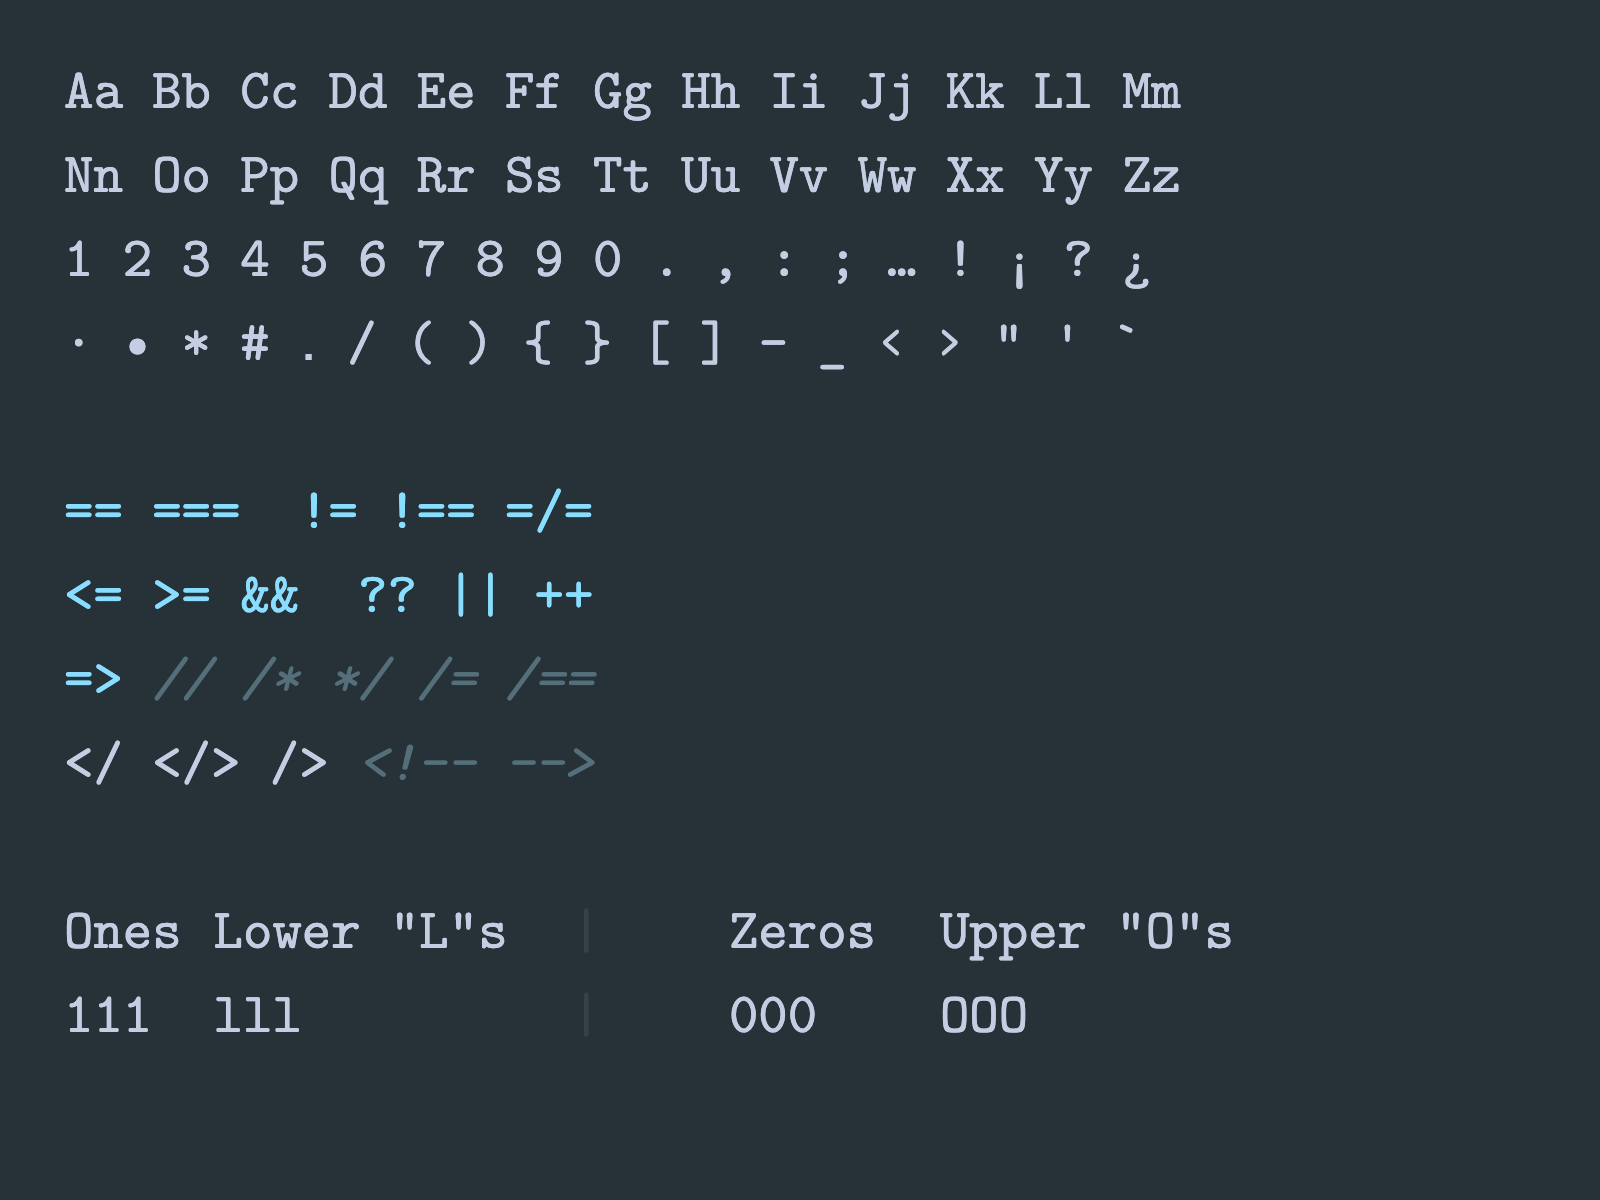 Aa Bb Cc Dd Ee Ff Gg Hh Ii Jj Kk Ll Mm
Nn Oo Pp Qq Rr Ss Tt Uu Vv Ww Xx Yy Zz
1 2 3 4 5 6 7 8 9 0 . , : ; … ! ¡ ? ¿
· • * # . / ( ) { } [ ] - _ < > " ' `
== ===  != !== =/=
<= >= &&  ?? || ++
=> // /* */ /= /==
</ </> /> <!-- -->
Ones Lower "L"s  |  Zeros  Upper "O"s
111  lll  |  000  OOO